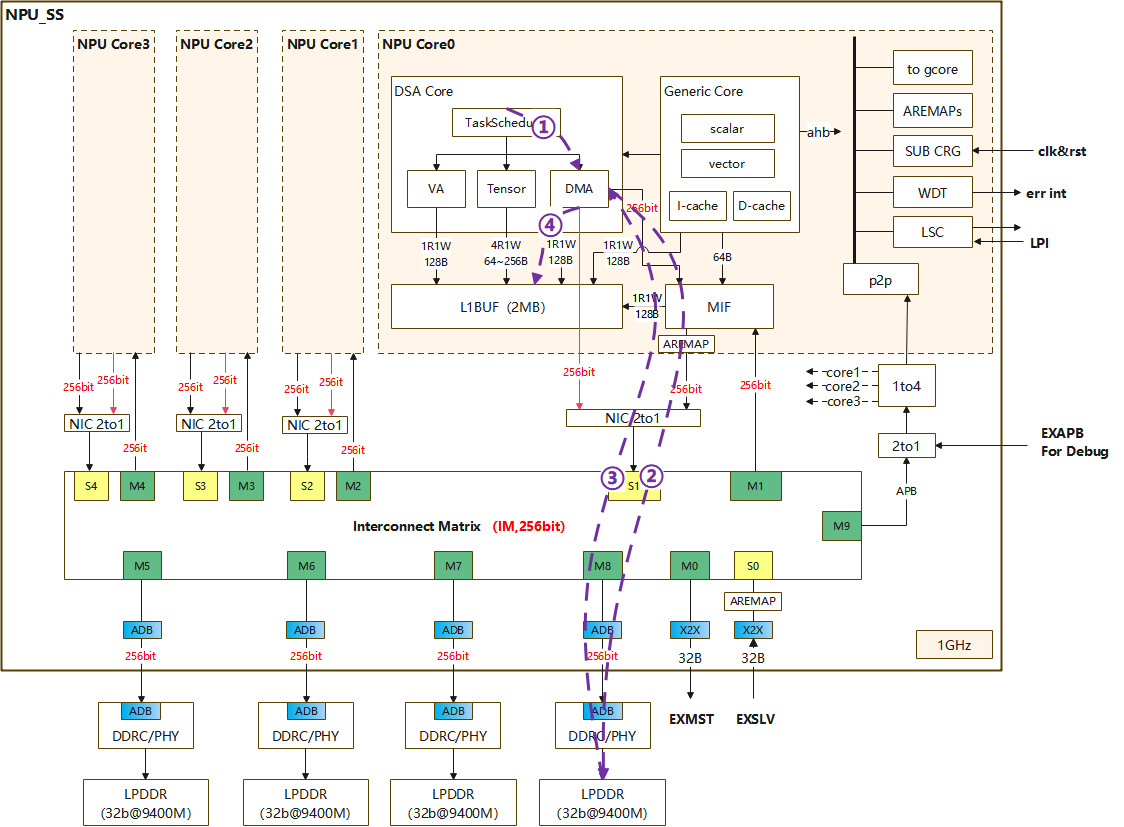 NPU_SS
NPU Core3
NPU Core2
NPU Core1
NPU Core0
DSA Core
TaskSchedu
①
VA
Tensor
DMA
④
Generic Core
scalar
vector
I-cache
D-cache
ahb
to gcore
AREMAPs
SUB CRG
WDT
LSC
p2p
clk&rst
err int
LPI
256bit
1R1W
128B
4R1W
64~256B
1R1W
128B
1R1W
128B
64B
L1BUF (2MB)
1R1W
128B
MIF
AREMAP
256bit
256bit
256bit
core1
core2
core3
1to4
2to1
EXAPB
For Debug
APB
256bit
256bit
NIC 2to1
256it
256it
256it
NIC 2to1
256it
256it
256it
NIC 2to1
256it
NIC 2to1
S4
M4
S3
M3
S2
M2
③
S1
②
M1
Interconnect Matrix (IM,256bit)
M9
M5
M6
M7
M8
M0
S0
AREMAP
ADB
ADB
ADB
ADB
X2X
X2X
256bit
256bit
256bit
256bit
32B
32B
1GHz
EXMST
EXSLV
ADB
DDRC/PHY
ADB
DDRC/PHY
ADB
DDRC/PHY
ADB
DDRC/PHY
LPDDR
(32b@9400M)
LPDDR
(32b@9400M)
LPDDR
(32b@9400M)
LPDDR
(32b@9400M)